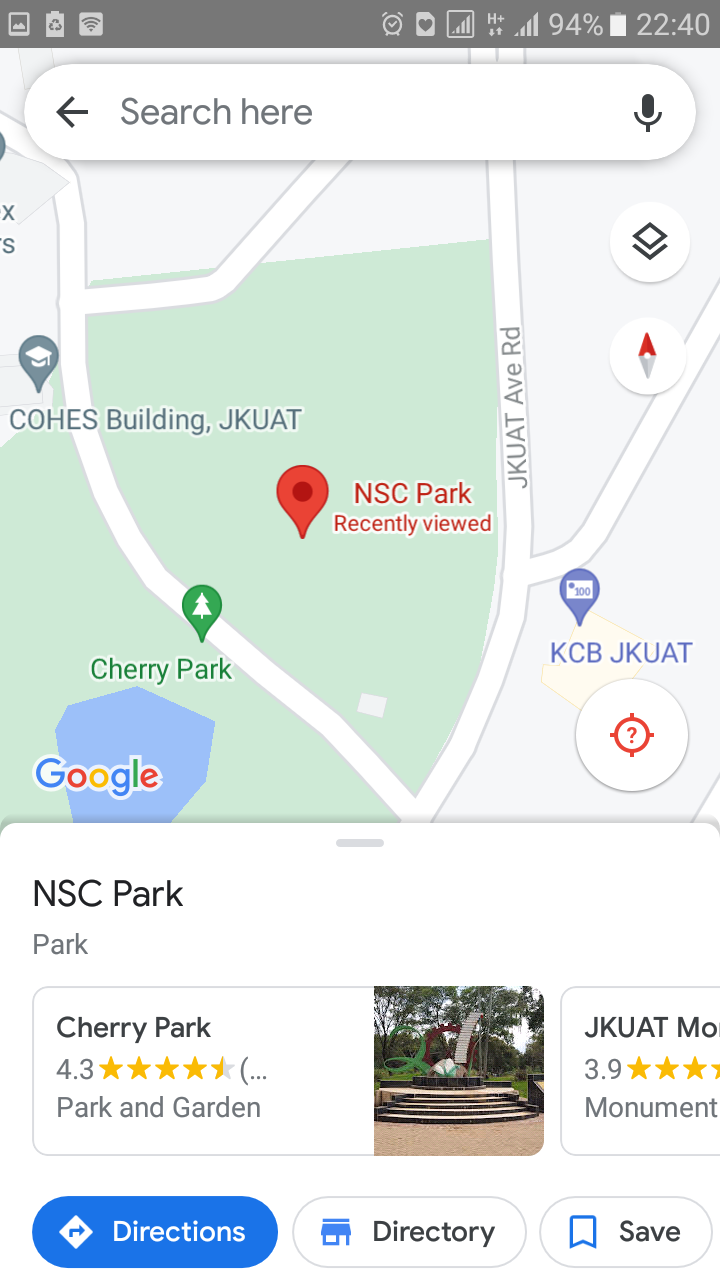 H+ 94% 22:40
Search here
x
rs
JKUAT Ave Rd
COHES Building, JKUAT
NSC Park
Recently viewed
100
KCB JKUAT
Cherry Park
?
Google
NSC Park
Park
Cherry Park
4.3 (...
Park and Garden
JKUAT Mo
3.9
Monument
Directions
Directory
Save